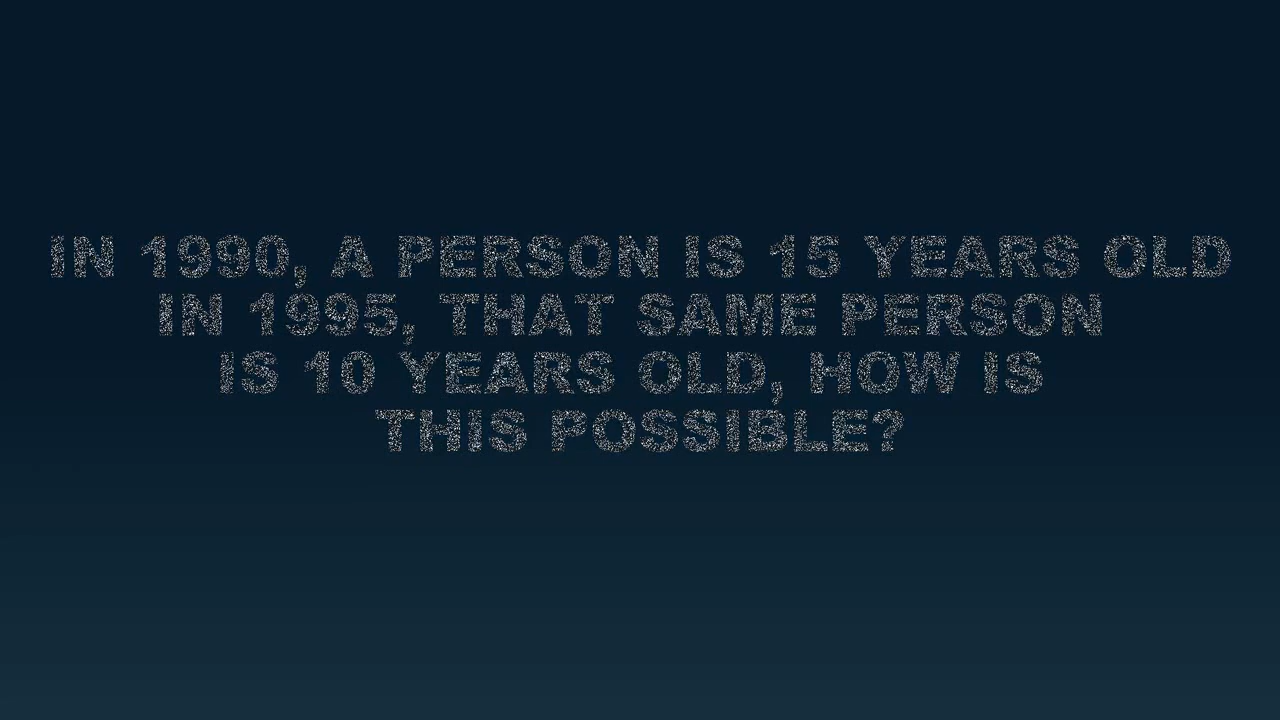 IN 1990, A PERSON IS 15 YEARS OLD
IN 1995, THAT SAME PERSON
IS 10 YEARS OLD, HOW IS
THIS POSSIBLE?